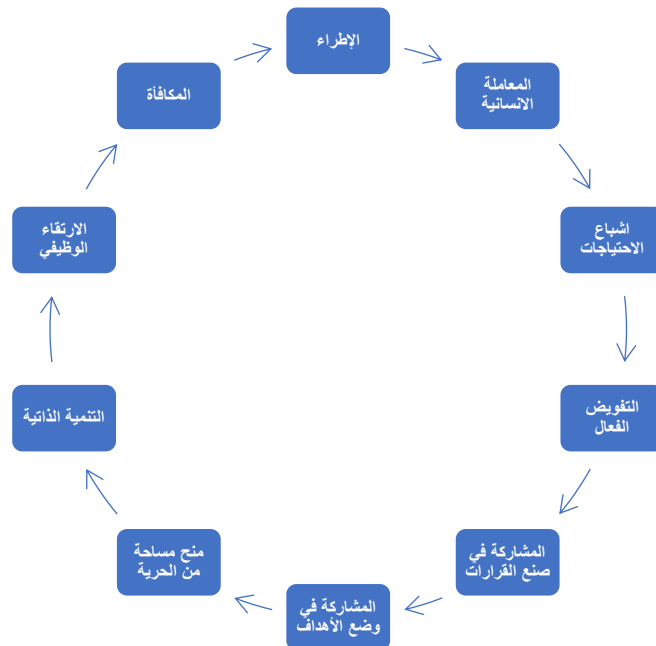 الإطراء
المعاملة
الانسانية
اشباع
الاحتياجات
التفويض
الفعال
المشاركة في
صنع القرارات
المشاركة في
وضع الأهداف
منح مساحة
من الحرية
التنمية الذاتية
الارتقاء
الوظيفي
المكافأة